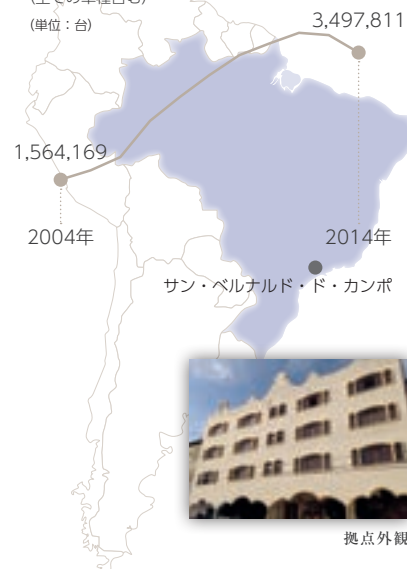 (単位：台)
3,497,811
1,564,169
2004年
2014年
サン・ベルナルド・ド・カンポ
拠点外観